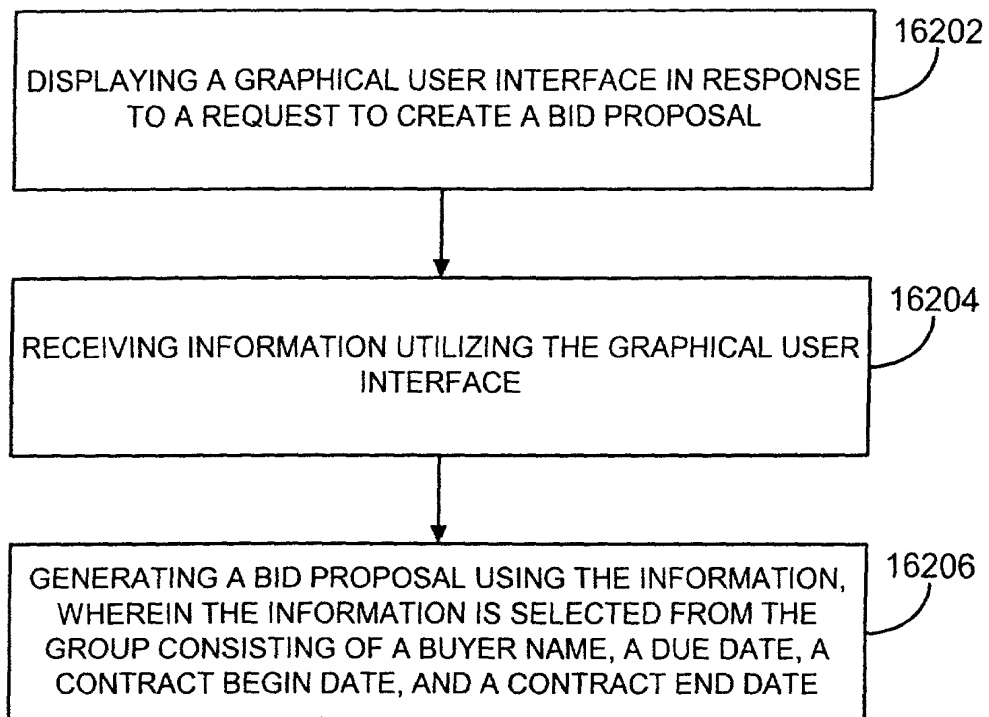 16202
DISPLAYING A GRAPHICAL USER INTERFACE IN RESPONSE
TO A REQUEST TO CREATE A BID PROPOSAL
16204
RECEIVING INFORMATION UTILIZING THE GRAPHICAL USER
INTERFACE
16206
GENERATING A BID PROPOSAL USING THE INFORMATION,
WHEREIN THE INFORMATION IS SELECTED FROM THE
GROUP CONSISTING OF A BUYER NAME, A DUE DATE, A
CONTRACT BEGIN DATE, AND A CONTRACT END DATE